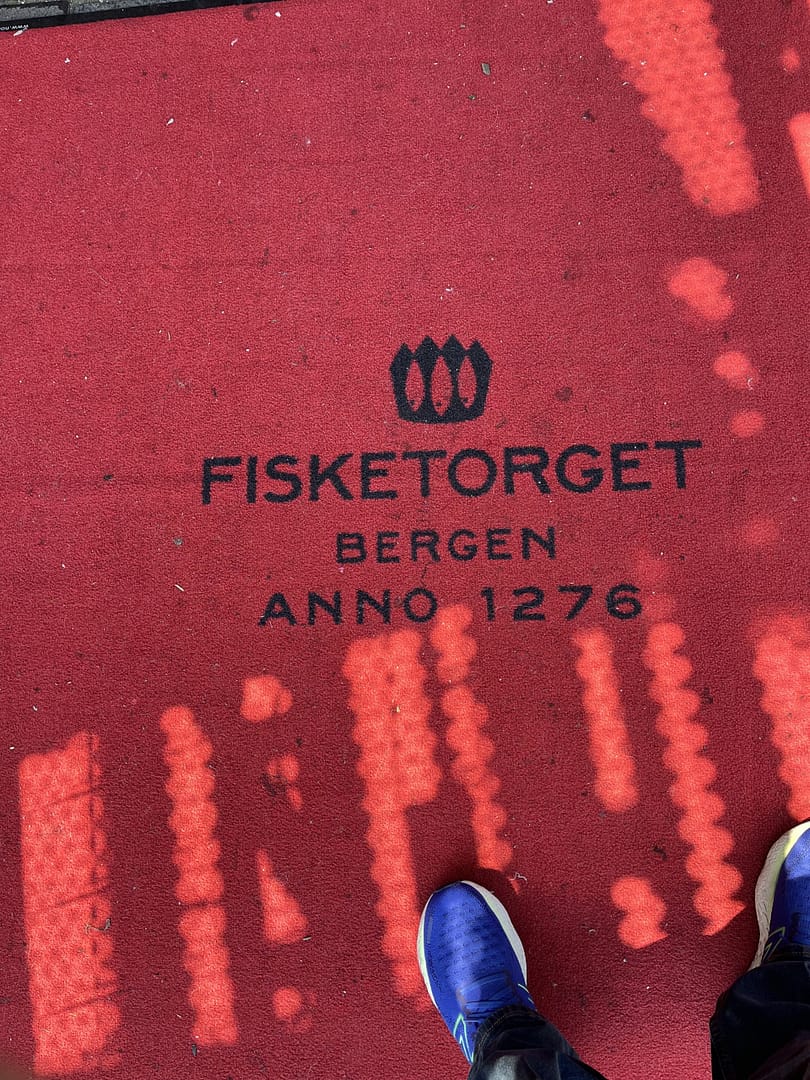 FISKETORGET
BERGEN
ANNO 1276